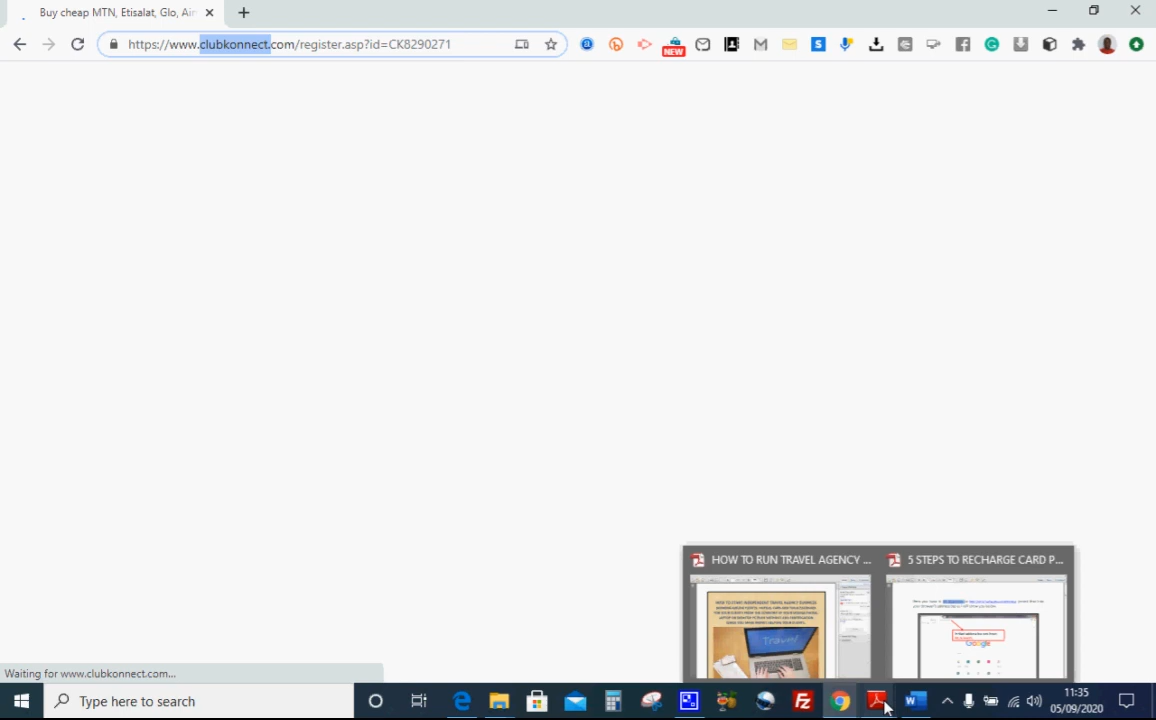 Buy cheap MTN, Etisalat, Glo, Air
https://www.clubkonnect.com/register.asp?id=CK8290271
NEW
HOW TO RUN TRAVEL AGENCY ...
5 STEPS TO RECHARGE CARD P...
Travel
Google
Waiting for www.clubkonnect.com...
Type here to search
11:35
05/09/2020